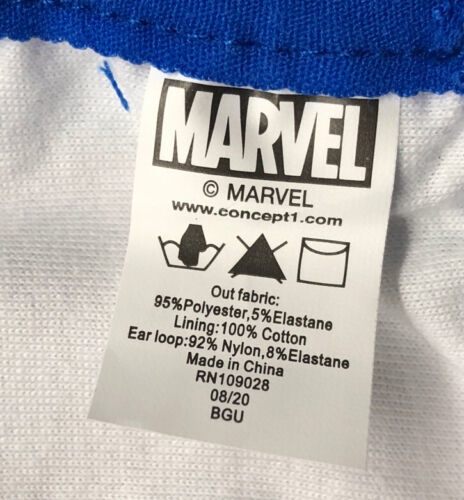 MARVEL
© MARVEL
www.concept1.com
Out fabric:
95%Polyester,5%Elastane
Lining:100% Cotton
Ear loop:92% Nylon,8%Elastane
Made in China
RN109028
08/20
BGU